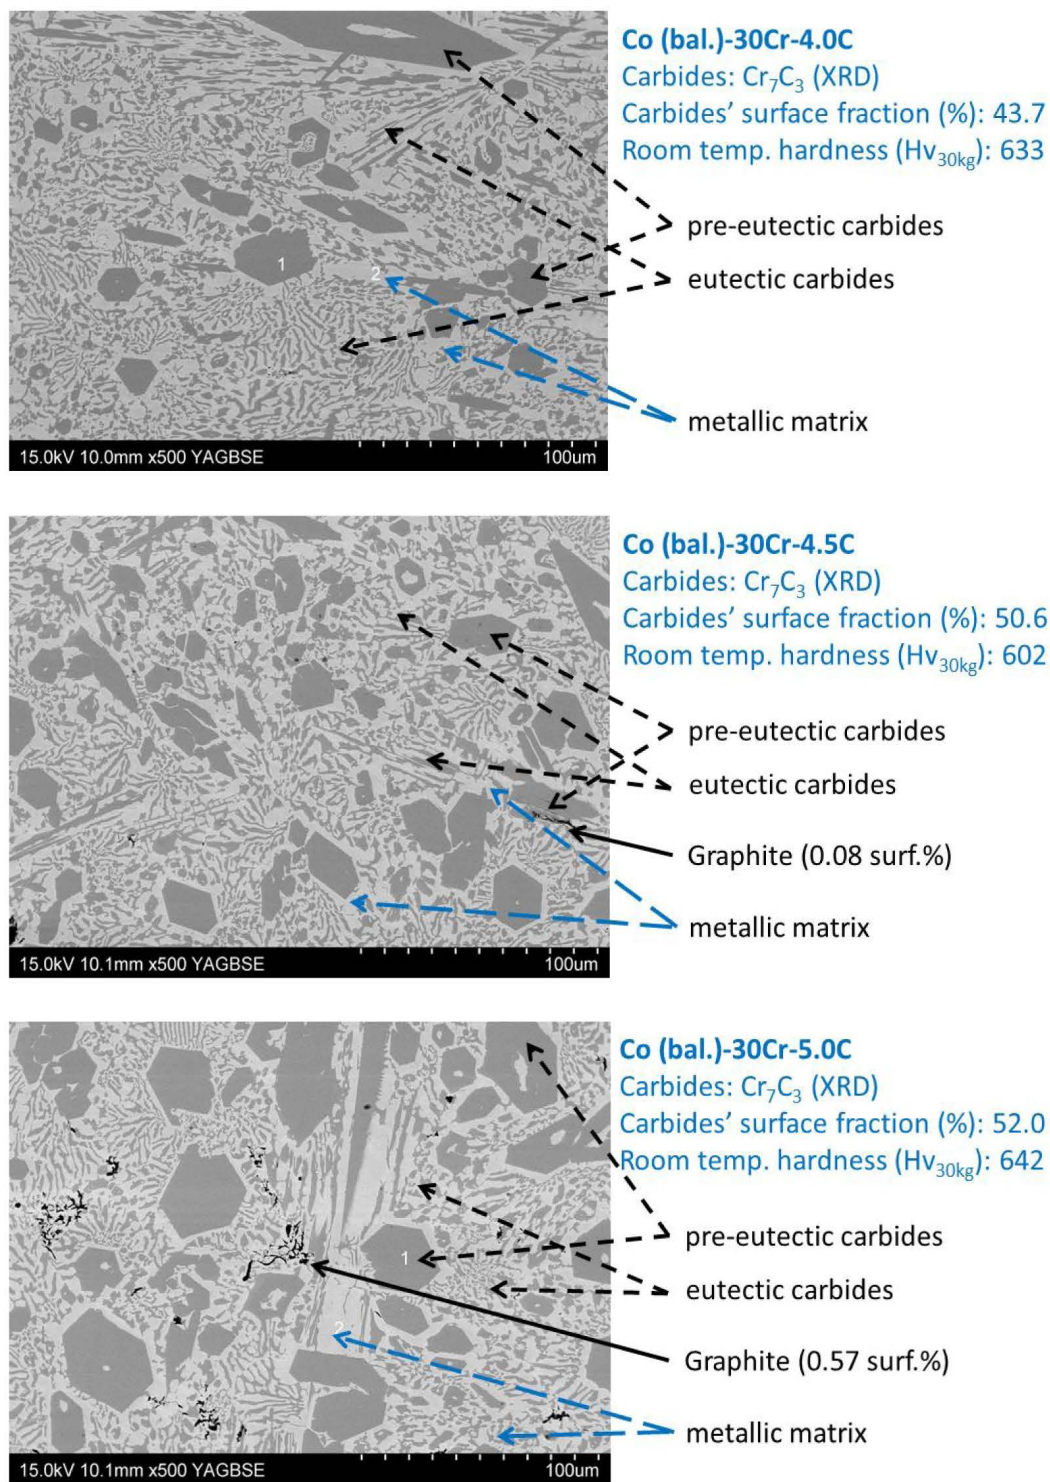 Co (bal.)-30Cr-4.0C
Carbides: Cr₇C₃ (XRD)
Carbides’ surface fraction (%): 43.7
Room temp. hardness (Hv₃₀kg): 633
pre-eutectic carbides
1
2
eutectic carbides
metallic matrix
15.0kV 10.0mm x500 YAGBSE 100um
Co (bal.)-30Cr-4.5C
Carbides: Cr₇C₃ (XRD)
Carbides’ surface fraction (%): 50.6
Room temp. hardness (Hv₃₀kg): 602
pre-eutectic carbides
eutectic carbides
Graphite (0.08 surf.%)
metallic matrix
15.0kV 10.1mm x500 YAGBSE 100um
Co (bal.)-30Cr-5.0C
Carbides: Cr₇C₃ (XRD)
Carbides’ surface fraction (%): 52.0
Room temp. hardness (Hv₃₀kg): 642
pre-eutectic carbides
1
eutectic carbides
2
Graphite (0.57 surf.%)
metallic matrix
15.0kV 10.1mm x500 YAGBSE 100um